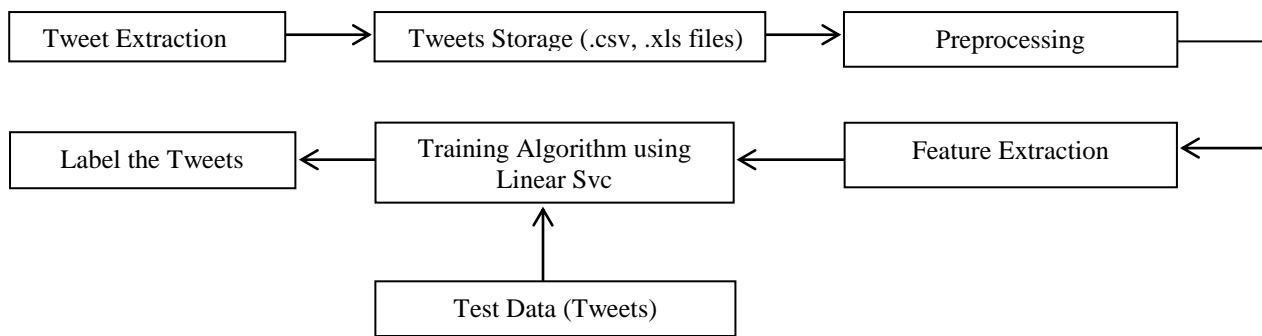 Tweet Extraction
Tweets Storage (.csv, .xls files)
Preprocessing
Label the Tweets
Training Algorithm using
Linear Svc
Feature Extraction
Test Data (Tweets)